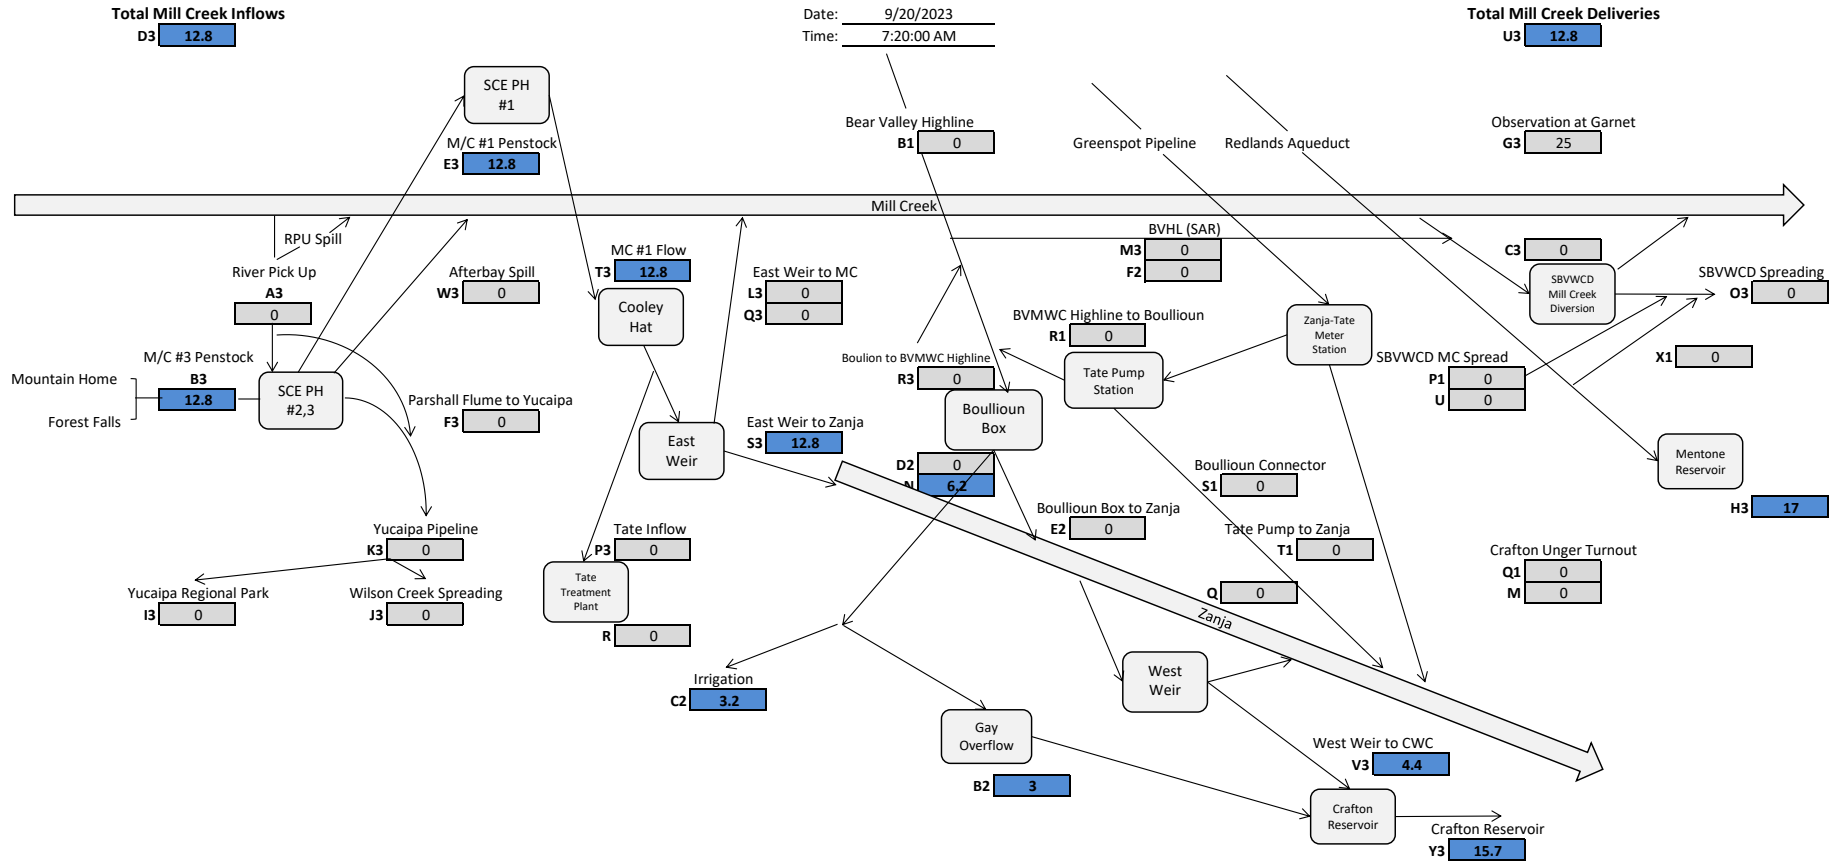 Total Mill Creek Inflows
D3 12.8
Date: 9/20/2023
Time: 7:20:00 AM
Total Mill Creek Deliveries
U3 12.8
SCE PH
#1
M/C #1 Penstock
E3 12.8
Bear Valley Highline
B1 0
Greenspot Pipeline
Redlands Aqueduct
Observation at Garnet
G3 25
Mill Creek
RPU Spill
River Pick Up
A3
0
Afterbay Spill
W3 0
MC #1 Flow
T3 12.8
Cooley
Hat
East Weir to MC
L3 0
Q3 0
BVHL (SAR)
M3 0
F2 0
C3 0
SBVWCD
Mill Creek
Diversion
SBVWCD Spreading
O3 0
BVMWC Highline to Boullioun
R1 0
Zanja-Tate
Meter
Station
M/C #3 Penstock
B3
12.8
Mountain Home
Forest Falls
SCE PH
#2,3
Parshall Flume to Yucaipa
F3 0
Boulion to BVMWC Highline
R3 0
Tate Pump
Station
SBVWCD MC Spread
P1 0
U 0
X1 0
Boullioun
Box
East
Weir
East Weir to Zanja
S3 12.8
D2 0
N 6.2
Boullioun Connector
S1 0
Mentone
Reservoir
H3 17
Boullioun Box to Zanja
E2 0
Tate Pump to Zanja
T1 0
Yucaipa Pipeline
K3 0
Tate Inflow
P3 0
Tate
Treatment
Plant
R 0
Crafton Unger Turnout
Q1 0
M 0
Yucaipa Regional Park
I3 0
Wilson Creek Spreading
J3 0
Q 0
Zanja
Irrigation
C2 3.2
West
Weir
Gay
Overflow
B2 3
West Weir to CWC
V3 4.4
Crafton
Reservoir
Crafton Reservoir
Y3 15.7